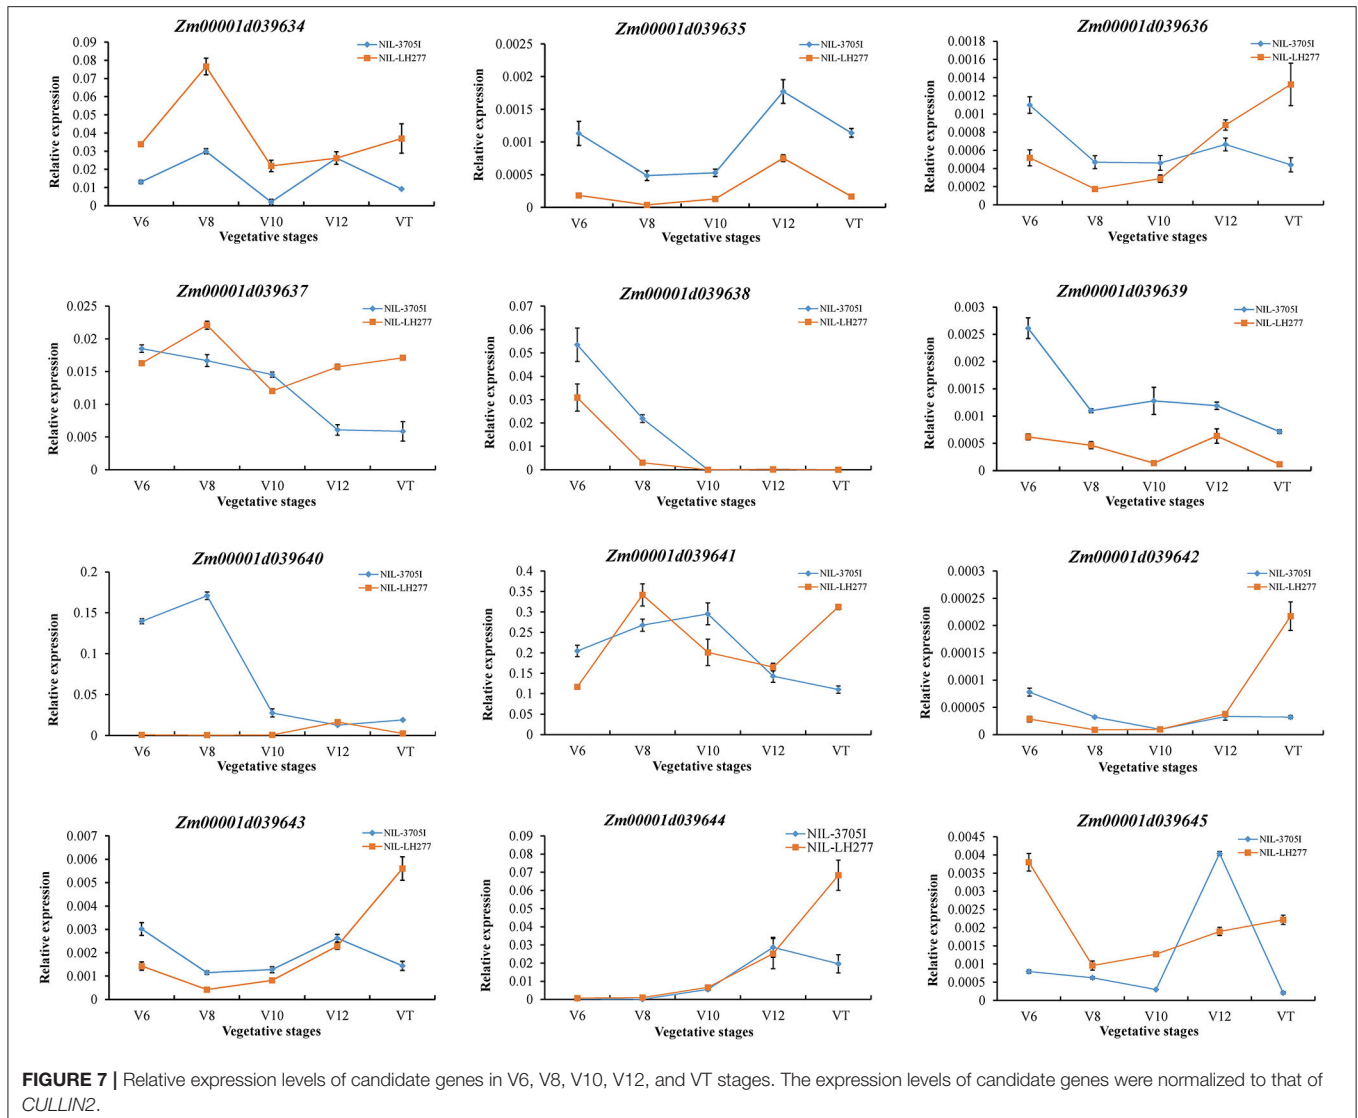 Zm00001d039634
NIL-3705I
NIL-LH277
Relative expression
0.09
0.08
0.07
0.06
0.05
0.04
0.03
0.02
0.01
0
V6 V8 V10 V12 VT
Vegetative stages
Zm00001d039635
NIL-3705I
NIL-LH277
Relative expression
0.0025
0.002
0.0015
0.001
0.0005
0
V6 V8 V10 V12 VT
Vegetative stages
Zm00001d039636
NIL-3705I
NIL-LH277
Relative expression
0.0018
0.0016
0.0014
0.0012
0.001
0.0008
0.0006
0.0004
0.0002
0
V6 V8 V10 V12 VT
Vegetative stages
Zm00001d039637
NIL-3705I
NIL-LH277
Relative expression
0.025
0.02
0.015
0.01
0.005
0
V6 V8 V10 V12 VT
Vegetative stages
Zm00001d039638
NIL-3705I
NIL-LH277
Relative expression
0.07
0.06
0.05
0.04
0.03
0.02
0.01
0
V6 V8 V10 V12 VT
Vegetative stages
Zm00001d039639
NIL-3705I
NIL-LH277
Relative expression
0.003
0.0025
0.002
0.0015
0.001
0.0005
0
V6 V8 V10 V12 VT
Vegetative stages
Zm00001d039640
NIL-3705I
NIL-LH277
Relative expression
0.2
0.15
0.1
0.05
0
V6 V8 V10 V12 VT
Vegetative stages
Zm00001d039641
NIL-3705I
NIL-LH277
Relative expression
0.4
0.35
0.3
0.25
0.2
0.15
0.1
0.05
0
V6 V8 V10 V12 VT
Vegetative stages
Zm00001d039642
NIL-3705I
NIL-LH277
Relative expression
0.0003
0.00025
0.0002
0.00015
0.0001
0.00005
0
V6 V8 V10 V12 VT
Vegetative stages
Zm00001d039643
NIL-3705I
NIL-LH277
Relative expression
0.007
0.006
0.005
0.004
0.003
0.002
0.001
0
V6 V8 V10 V12 VT
Vegetative stages
Zm00001d039644
NIL-3705I
NIL-LH277
Relative expression
0.09
0.08
0.07
0.06
0.05
0.04
0.03
0.02
0.01
0
V6 V8 V10 V12 VT
Vegetative stages
Zm00001d039645
NIL-3705I
NIL-LH277
Relative expression
0.0045
0.004
0.0035
0.003
0.0025
0.002
0.0015
0.001
0.0005
0
V6 V8 V10 V12 VT
Vegetative stages
FIGURE 7 | Relative expression levels of candidate genes in V6, V8, V10, V12, and VT stages. The expression levels of candidate genes were normalized to that of
CULLIN2.